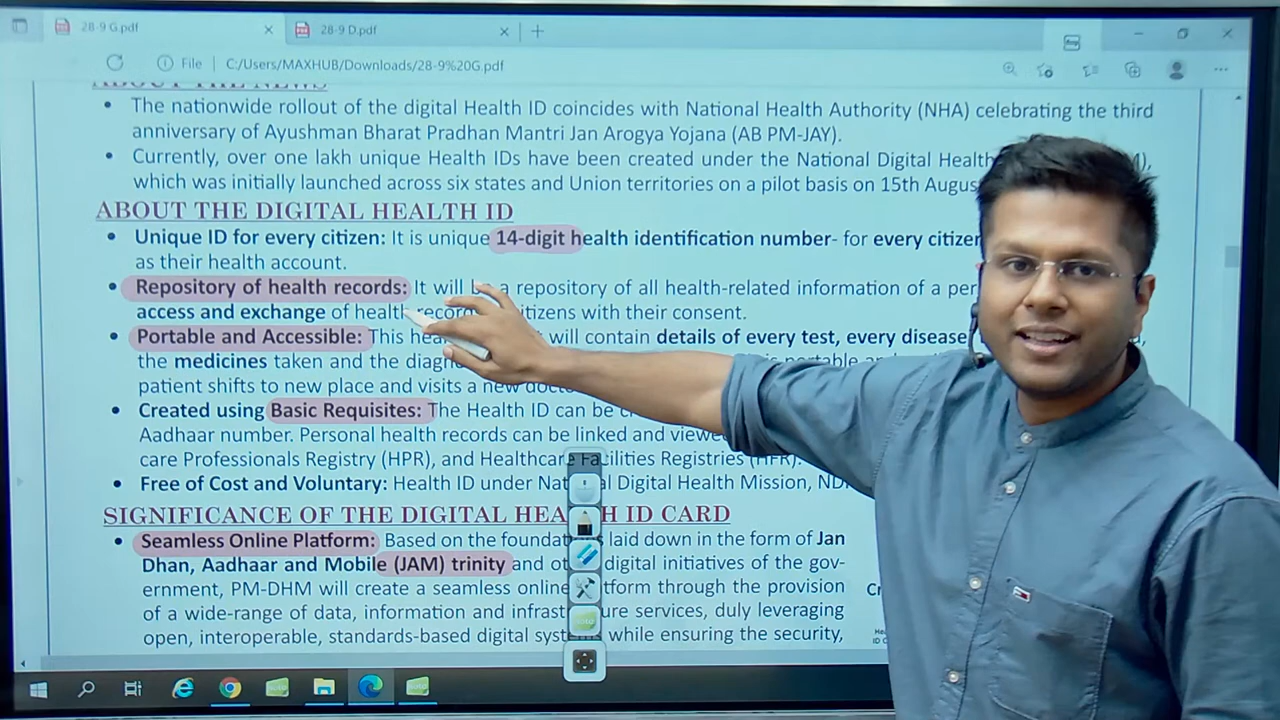 28-9 G.pdf
28-9 D.pdf
File | C:/Users/MAXHUB/Downloads/28-9%20G.pdf
ABOUT THE NEWS
• The nationwide rollout of the digital Health ID coincides with National Health Authority (NHA) celebrating the third
anniversary of Ayushman Bharat Pradhan Mantri Jan Arogya Yojana (AB PM-JAY).
• Currently, over one lakh unique Health IDs have been created under the National Digital Health
which was initially launched across six states and Union territories on a pilot basis on 15th Augus
ABOUT THE DIGITAL HEALTH ID
• Unique ID for every citizen: It is unique 14-digit health identification number- for every citizen
as their health account.
• Repository of health records: It will be a repository of all health-related information of a per
access and exchange of health records citizens with their consent.
• Portable and Accessible: This hea will contain details of every test, every disease
the medicines taken and the diagn is portable
patient shifts to new place and visits a new doct
• Created using Basic Requisites: The Health ID can be
Aadhaar number. Personal health records can be linked and viewe
care Professionals Registry (HPR), and Healthcare Facilities Registries (HFR).
• Free of Cost and Voluntary: Health ID under Nat l Digital Health Mission, ND
SIGNIFICANCE OF THE DIGITAL HEA H ID CARD
• Seamless Online Platform: Based on the foundat s laid down in the form of Jan
Dhan, Aadhaar and Mobile (JAM) trinity and ot digital initiatives of the gov-
ernment, PM-DHM will create a seamless online tform through the provision
of a wide-range of data, information and infrast ure services, duly leveraging
open, interoperable, standards-based digital syst while ensuring the security,